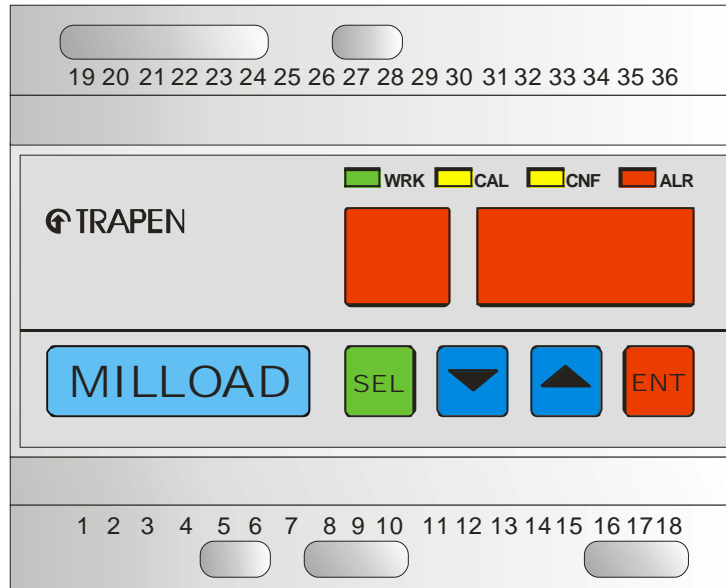 19 20 21 22 23 24 25 26 27 28 29 30 31 32 33 34 35 36
WRK CAL CNF ALR
TRAPEN
MILLOAD SEL ENT
1 2 3 4 5 6 7 8 9 10 11 12 13 14 15 16 17 18